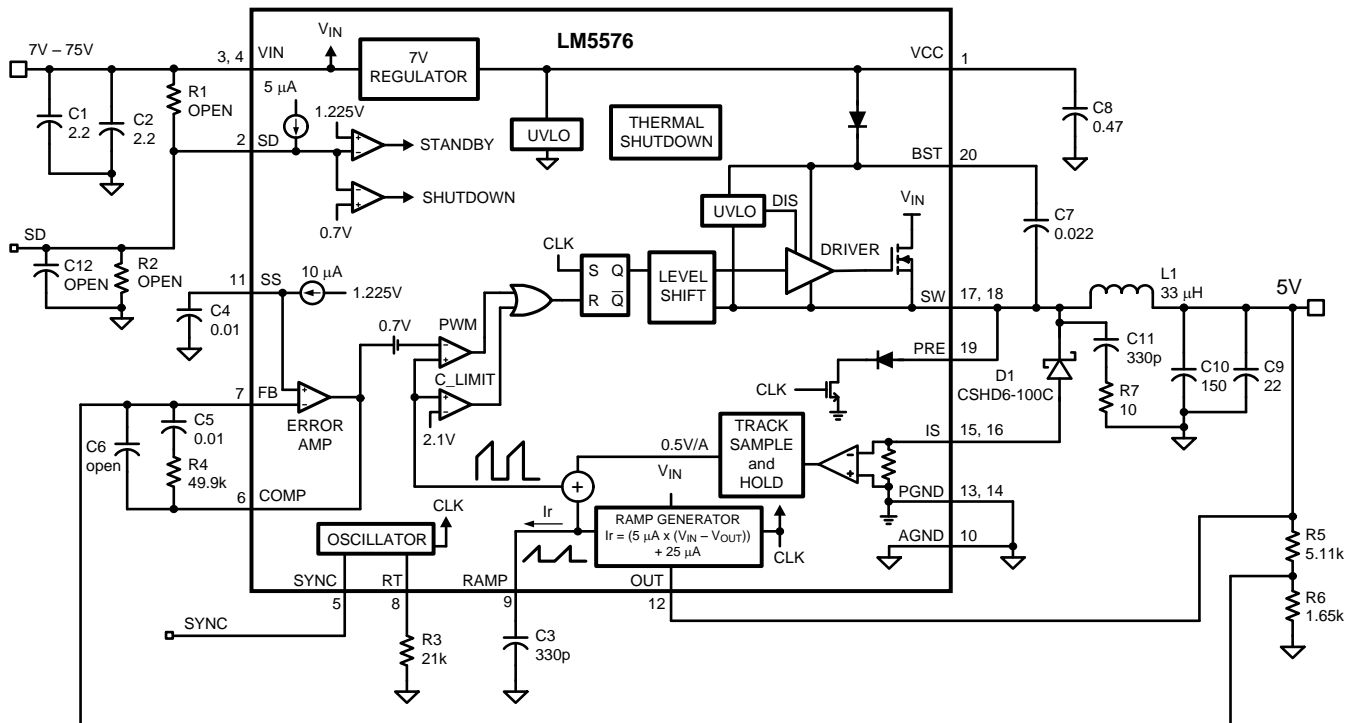 LM5576
7V – 75V
3, 4
VIN
VIN
7V
REGULATOR
VCC
1
C1
2.2
C2
2.2
R1
OPEN
5 µA
1.225V
2
SD
STANDBY
SHUTDOWN
0.7V
UVLO
THERMAL
SHUTDOWN
C8
0.47
BST
20
UVLO
DIS
VIN
DRIVER
C7
0.022
SD
C12
OPEN
R2
OPEN
11
SS
10 µA
1.225V
C4
0.01
CLK
S Q
R Q̅
LEVEL
SHIFT
SW
17, 18
L1
33 µH
5V
0.7V
PWM
C_LIMIT
2.1V
PRE
19
CLK
C11
330p
R7
10
D1
CSHD6-100C
C10
150
C9
22
7
FB
ERROR
AMP
C5
0.01
C6
open
R4
49.9k
6
COMP
0.5V/A
TRACK
SAMPLE
and
HOLD
IS
15, 16
VIN
+
PGND
13, 14
CLK
Ir
RAMP GENERATOR
Ir = (5 µA x (VIN – VOUT))
+ 25 µA
CLK
AGND
10
OSCILLATOR
R5
5.11k
SYNC
5
RT
8
RAMP
9
OUT
12
R6
1.65k
SYNC
R3
21k
C3
330p